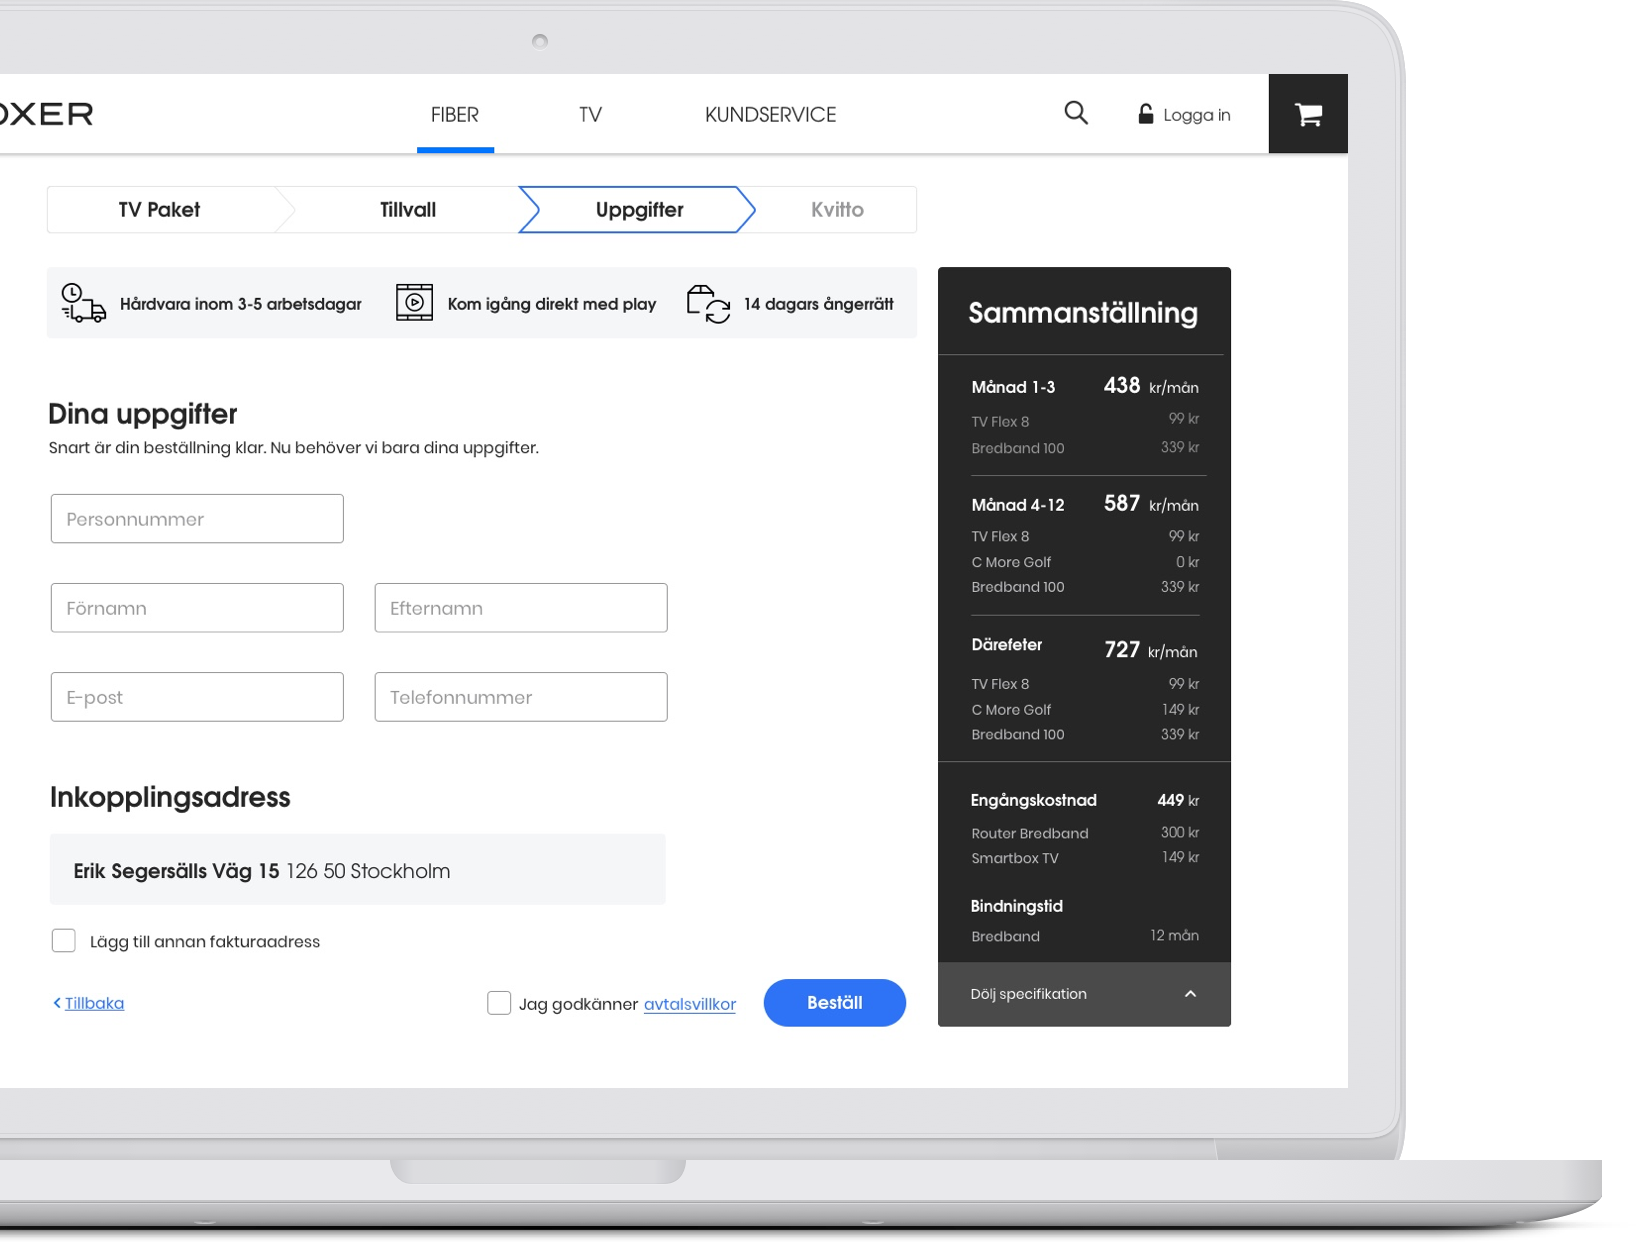 OXER
FIBER TV KUNDSERVICE Logga in
TV Paket Tillvall Uppgifter Kvitto
Hårdvara inom 3-5 arbetsdagar Kom igång direkt med play 14 dagars ångerrätt
Dina uppgifter
Snart är din beställning klar. Nu behöver vi bara dina uppgifter.
Personnummer
Förnamn Efternamn
E-post Telefonnummer
Inkopplingsadress
Erik Segersälls Väg 15 126 50 Stockholm
Lägg till annan fakturaadress
Tillbaka Jag godkänner avtalsvillkor Beställ
Sammanställning
Månad 1-3 438 kr/mån
TV Flex 8 99 kr
Bredband 100 339 kr
Månad 4-12 587 kr/mån
TV Flex 8 99 kr
C More Golf 0 kr
Bredband 100 339 kr
Därefeter 727 kr/mån
TV Flex 8 99 kr
C More Golf 149 kr
Bredband 100 339 kr
Engångskostnad 449 kr
Router Bredband 300 kr
Smartbox TV 149 kr
Bindningstid
Bredband 12 mån
Dölj specifikation